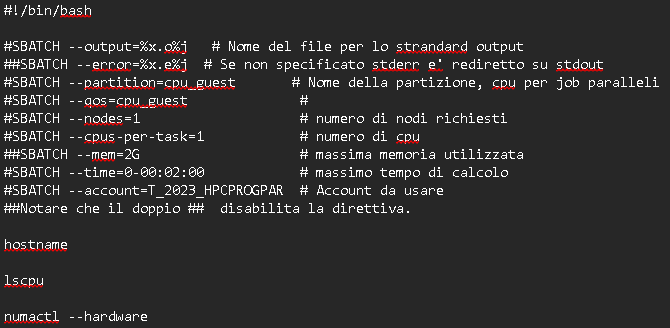 #!/bin/bash
#SBATCH --output=%x.o%j   # Nome del file per lo strandard output
##SBATCH --error=%x.e%j  # Se non specificato stderr e' rediretto su stdout
#SBATCH --partition=cpu_guest       # Nome della partizione, cpu per job paralleli
#SBATCH --qos=cpu_guest              #
#SBATCH --nodes=1                    # numero di nodi richiesti
#SBATCH --cpus-per-task=1            # numero di cpu
##SBATCH --mem=2G                    # massima memoria utilizzata
#SBATCH --time=0-00:02:00            # massimo tempo di calcolo
#SBATCH --account=T_2023_HPCPROGPAR  # Account da usare
##Notare che il doppio ##  disabilita la direttiva.
hostname
lscpu
numactl --hardware